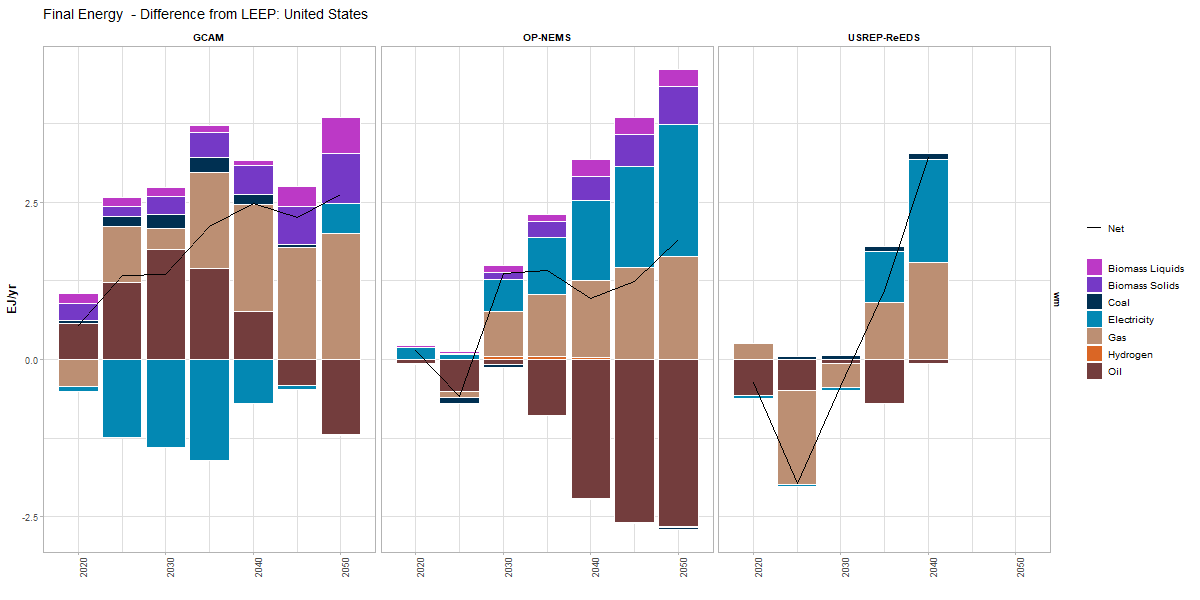 Final Energy  - Difference from LEEP: United States
GCAM
OP-NEMS
USREP-ReEDS
EJ/yr
2.5
0.0
-2.5
2020
2030
2040
2050
2020
2030
2040
2050
2020
2030
2040
2050
wm
Net
Biomass Liquids
Biomass Solids
Coal
Electricity
Gas
Hydrogen
Oil